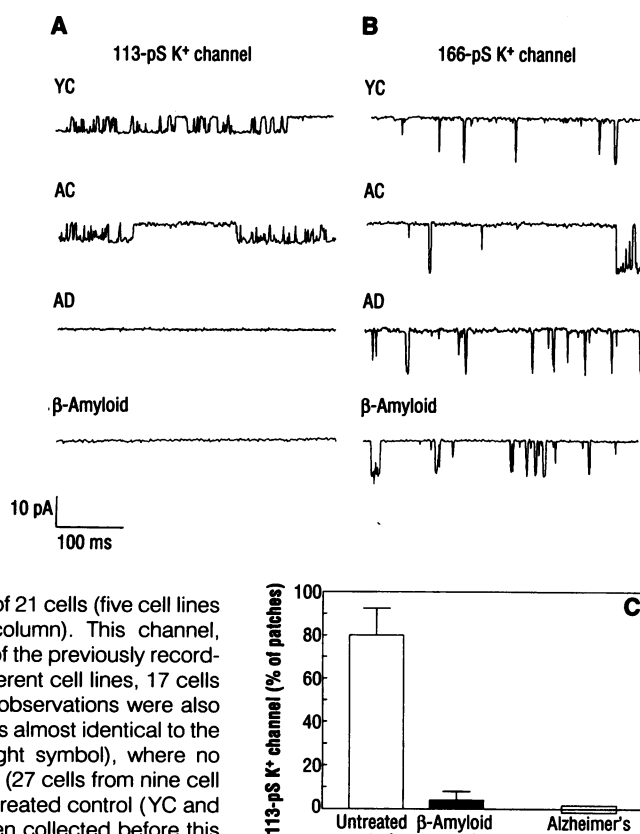 A
113-pS K+ channel
YC
AC
AD
β-Amyloid
10 pA
100 ms
B
166-pS K+ channel
YC
AC
AD
β-Amyloid
of 21 cells (five cell lines
column). This channel,
of the previously record-
erent cell lines, 17 cells
observations were also
s almost identical to the
ght symbol), where no
(27 cells from nine cell
treated control (YC and
en collected before this
C
113-pS K+ channel (% of patches)
100
80
60
40
20
0
Untreated
β-Amyloid
Alzheimer's